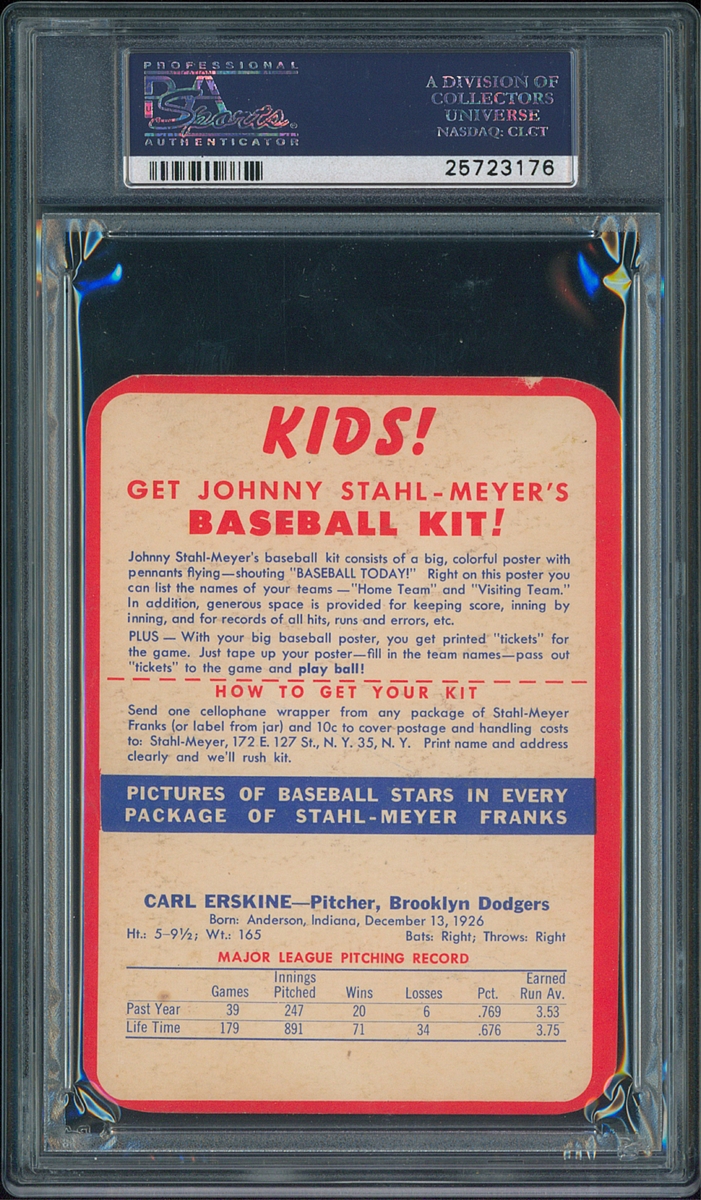 PROFESSIONAL
PSA
Sports
AUTHENTICATOR
A DIVISION OF
COLLECTORS
UNIVERSE
NASDAQ: CLCT
25723176
KIDS!
GET JOHNNY STAHL-MEYER'S
BASEBALL KIT!
Johnny Stahl-Meyer's baseball kit consists of a big, colorful poster with
pennants flying—shouting "BASEBALL TODAY!" Right on this poster you
can list the names of your teams —"Home Team" and "Visiting Team."
In addition, generous space is provided for keeping score, inning by
inning, and for records of all hits, runs and errors, etc.
PLUS — With your big baseball poster, you get printed "tickets" for
the game. Just tape up your poster—fill in the team names—pass out
"tickets" to the game and play ball!
HOW TO GET YOUR KIT
Send one cellophane wrapper from any package of Stahl-Meyer
Franks (or label from jar) and 10c to cover postage and handling costs
to: Stahl-Meyer, 172 E. 127 St., N. Y. 35, N. Y. Print name and address
clearly and we'll rush kit.
PICTURES OF BASEBALL STARS IN EVERY
PACKAGE OF STAHL-MEYER FRANKS
CARL ERSKINE—Pitcher, Brooklyn Dodgers
Born: Anderson, Indiana, December 13, 1926
Ht.: 5-9½; Wt.: 165 Bats: Right; Throws: Right
MAJOR LEAGUE PITCHING RECORD
Games Innings Pitched Wins Losses Pct. Earned Run Av.
Past Year 39 247 20 6 .769 3.53
Life Time 179 891 71 34 .676 3.75